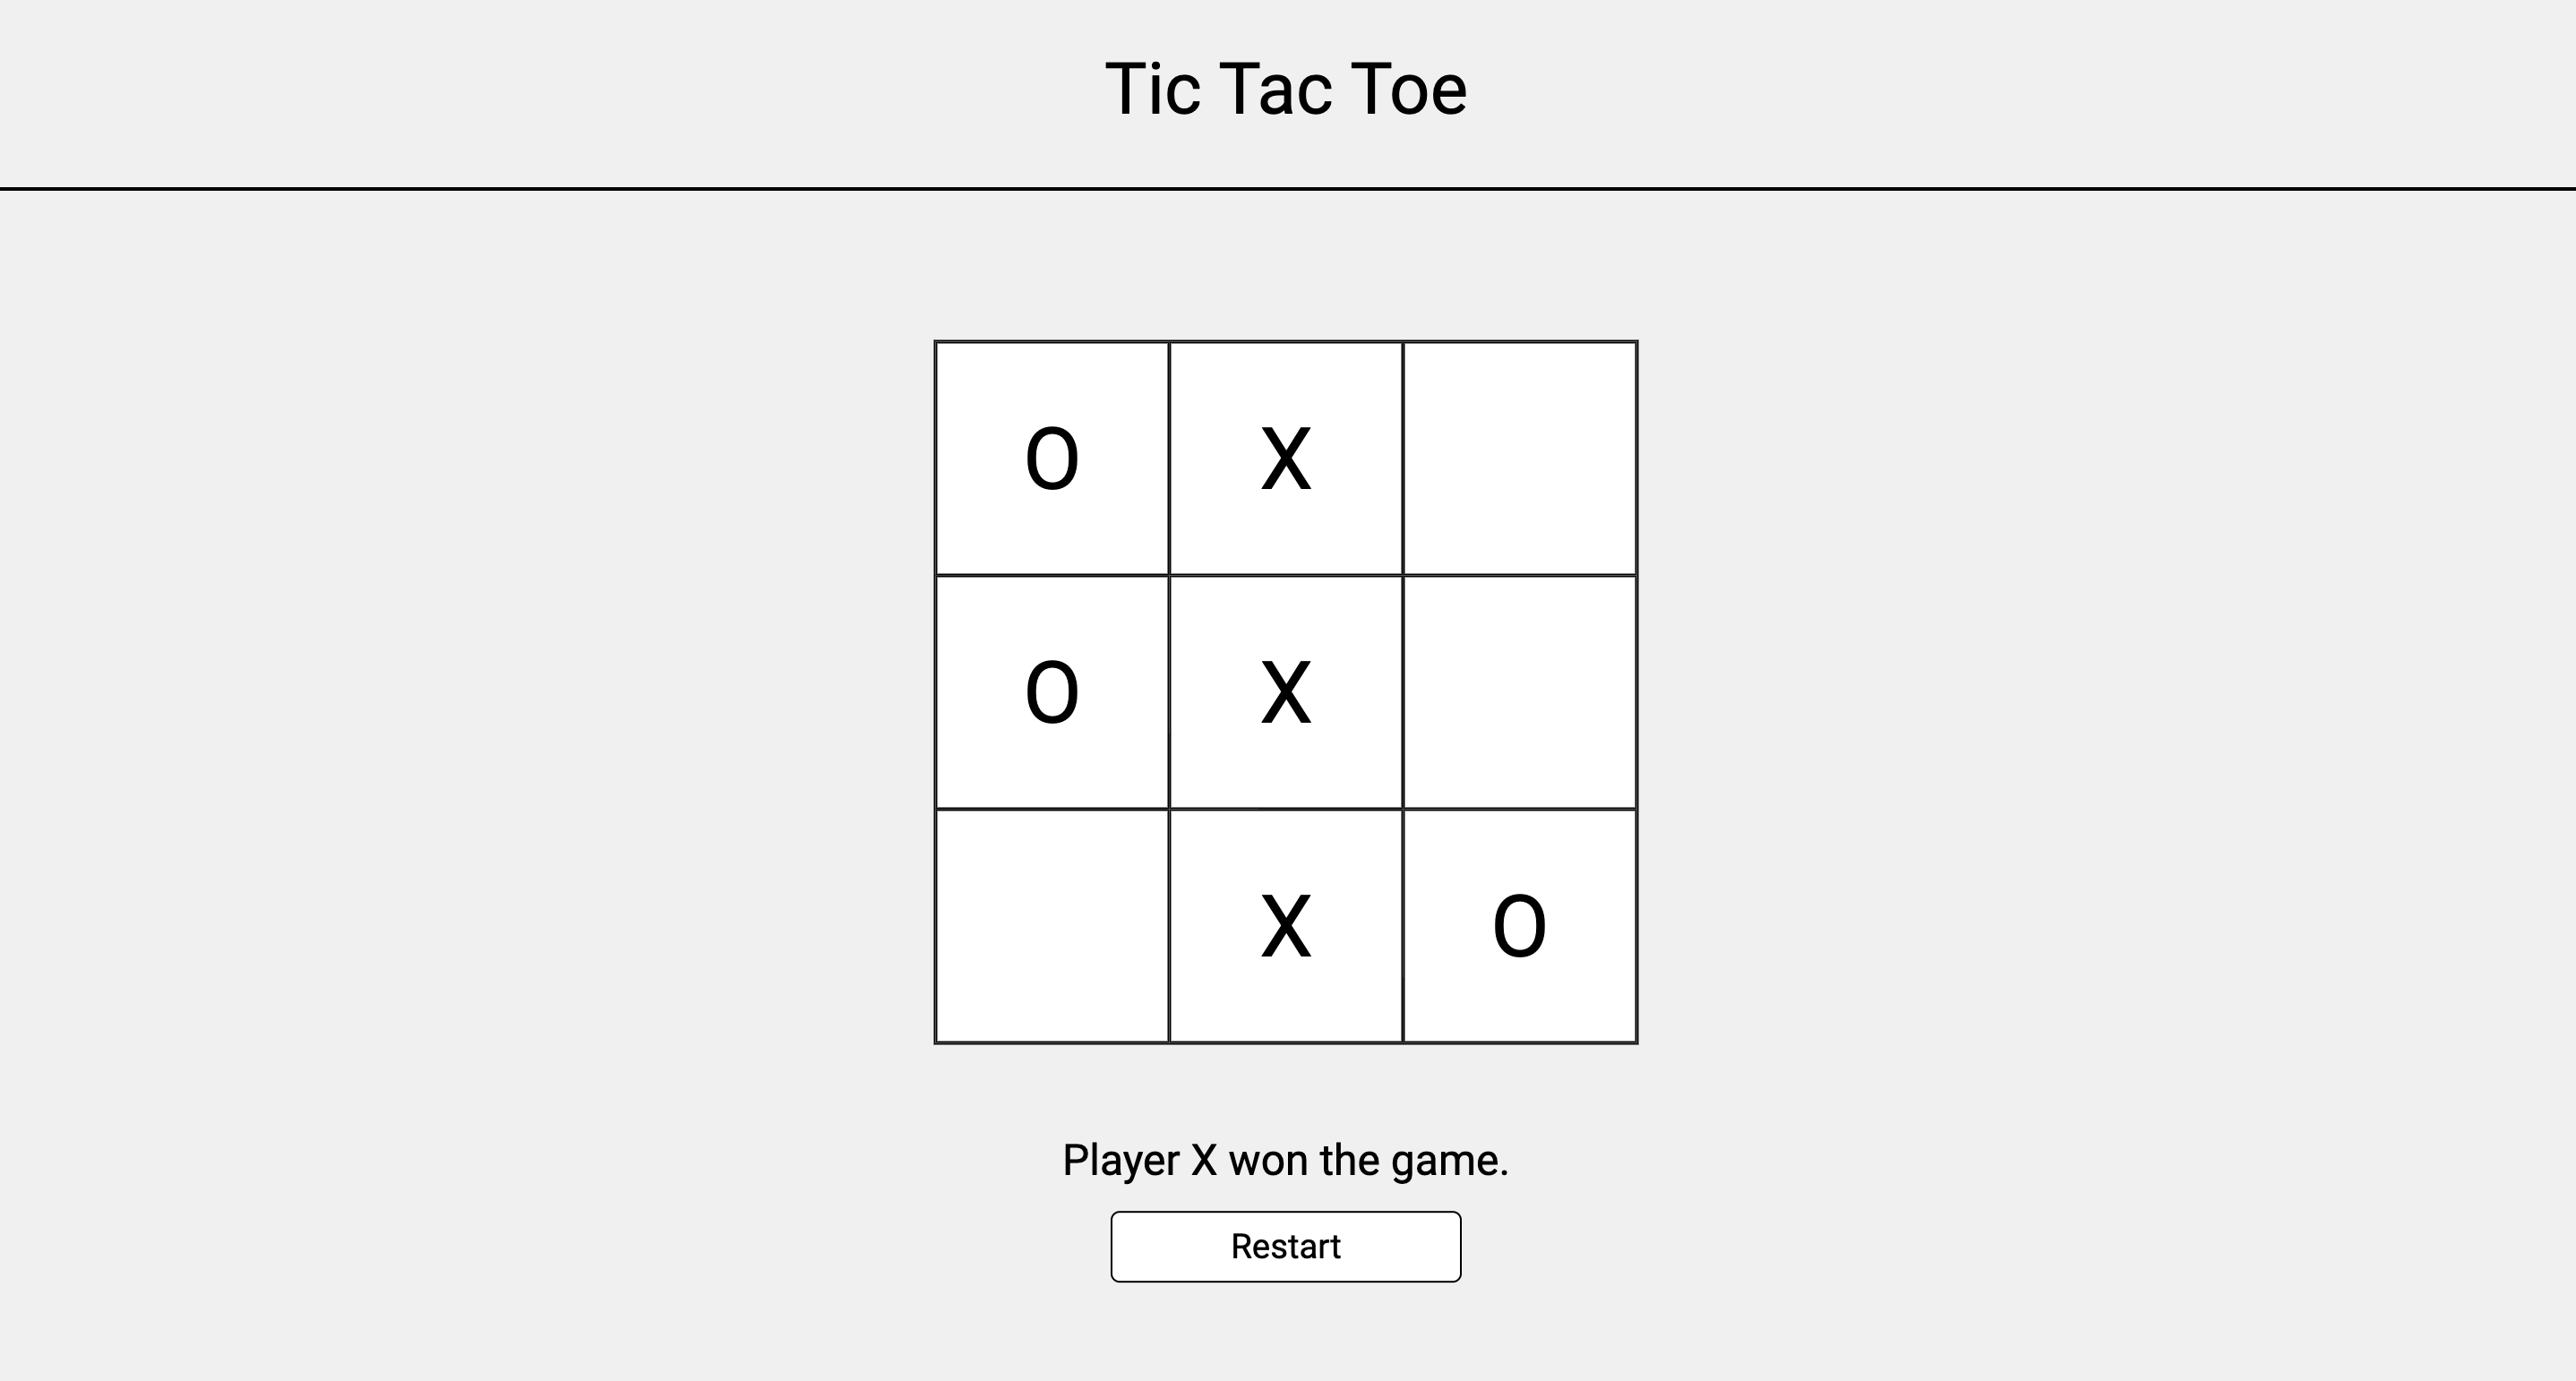 Tic Tac Toe
O X
O X
X O
Player X won the game.
Restart